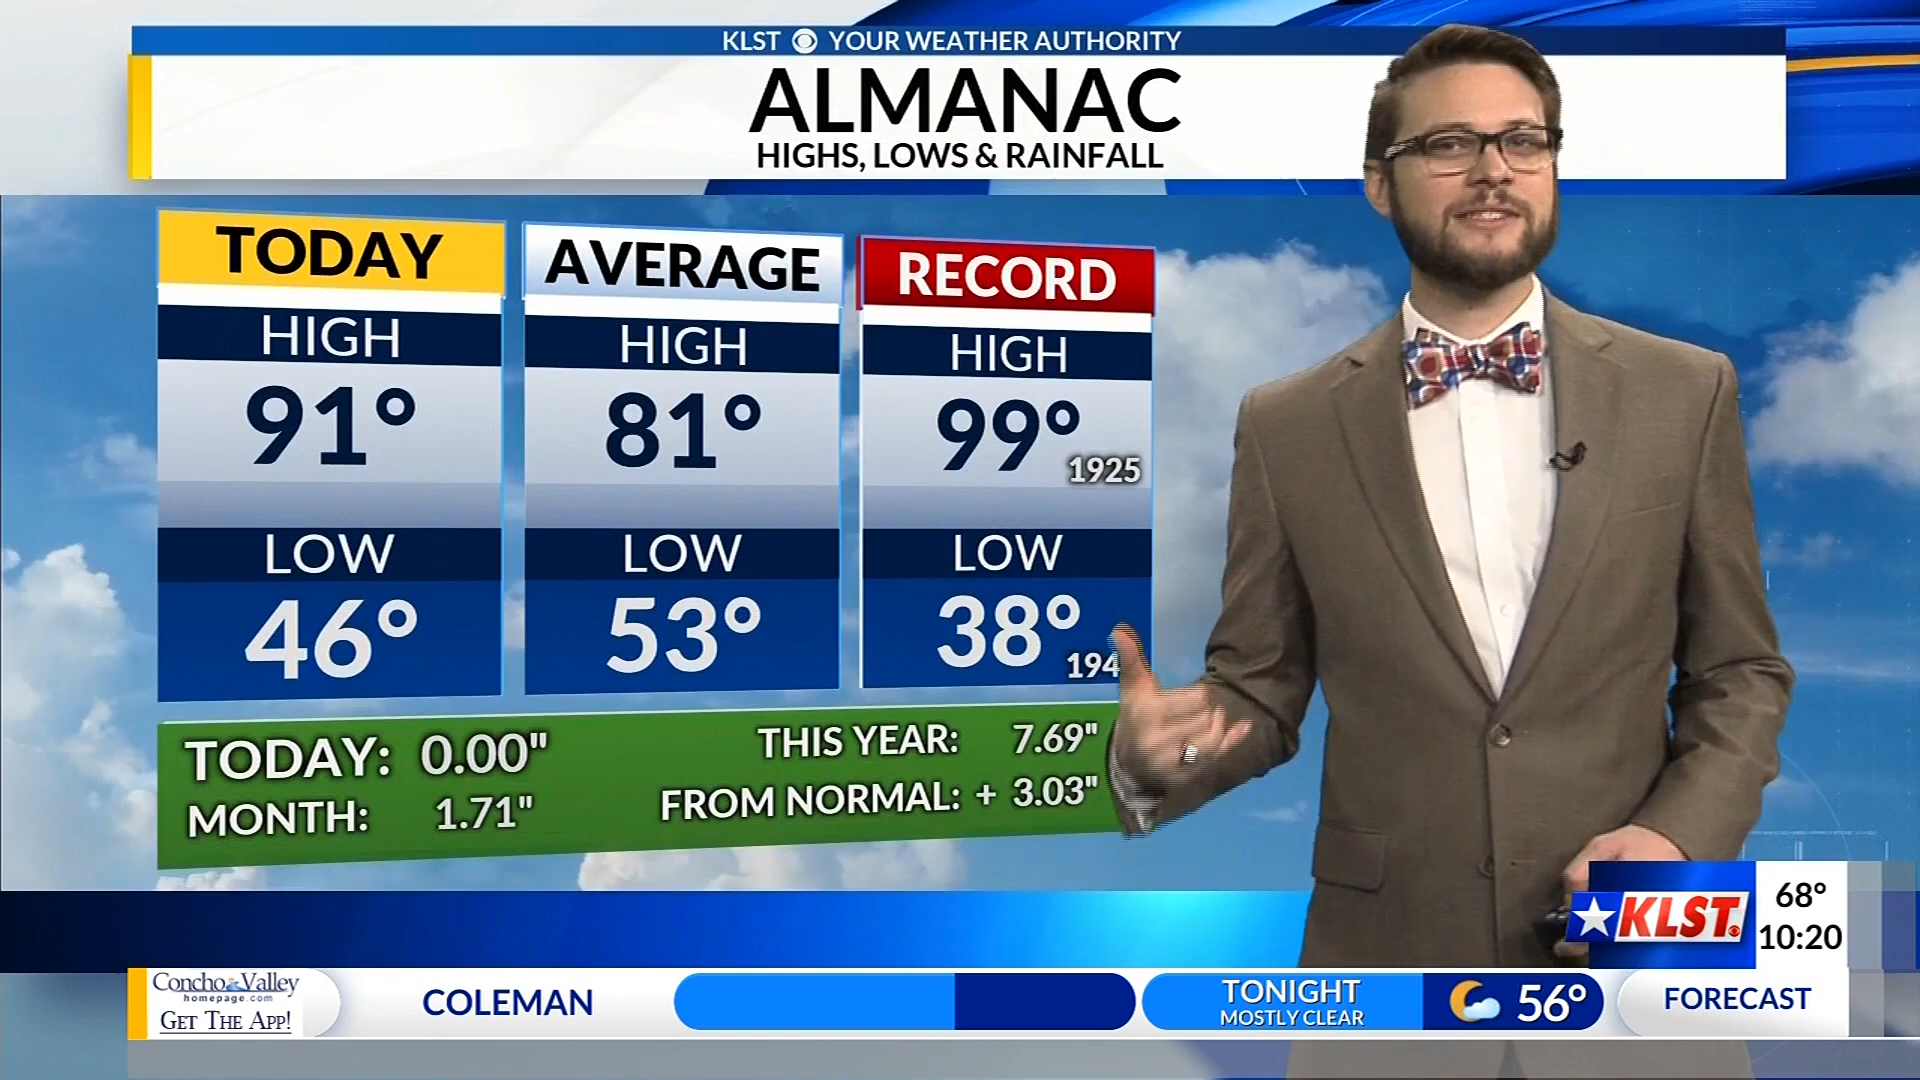 KLST YOUR WEATHER AUTHORITY
ALMANAC
HIGHS, LOWS & RAINFALL
TODAY
HIGH
91°
LOW
46°
AVERAGE
HIGH
81°
LOW
53°
RECORD
HIGH
99°
1925
LOW
38°
194
TODAY: 0.00"
MONTH: 1.71"
THIS YEAR: 7.69"
FROM NORMAL: + 3.03"
KLST
68°
10:20
Concho Valley
homepage.com
GET THE APP!
COLEMAN
TONIGHT
MOSTLY CLEAR
56°
FORECAST